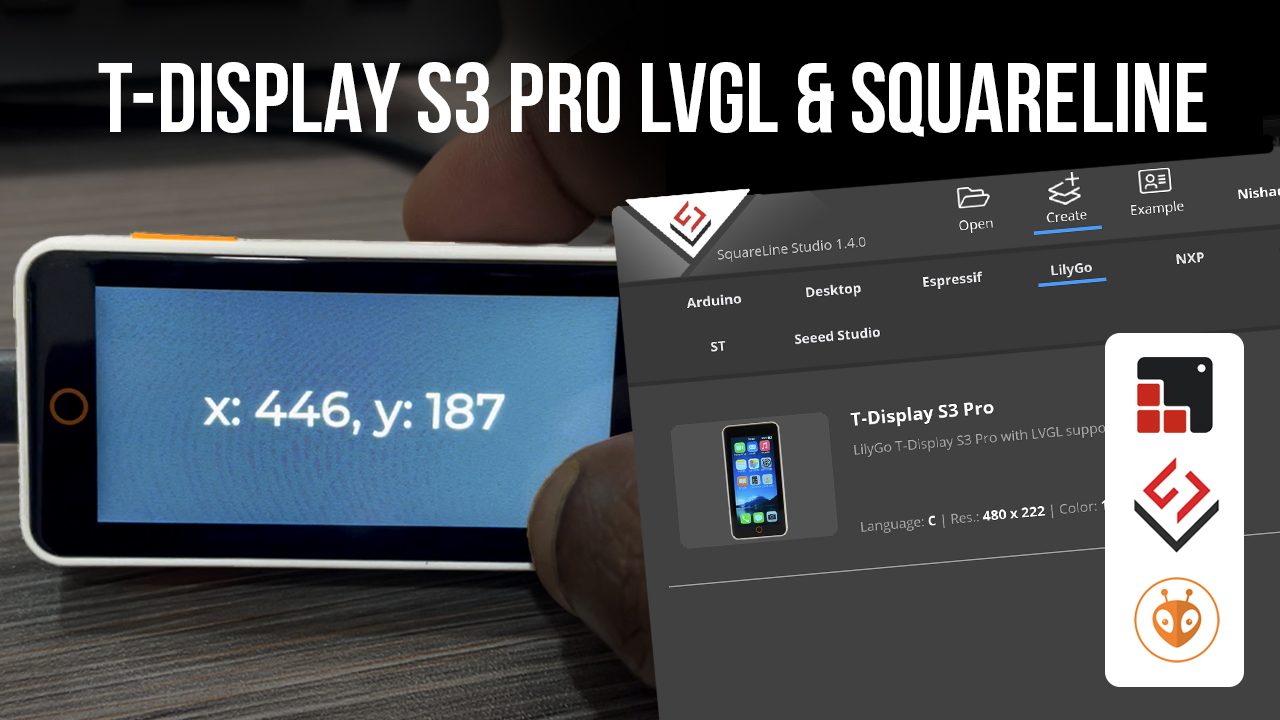 T-DISPLAY S3 PRO LVGL & SQUARELINE
x: 446, y: 187
SquareLine Studio 1.4.0
Open
Create
Example
Arduino
Desktop
Espressif
LilyGo
NXP
ST
Seeed Studio
T-Display S3 Pro
LilyGo T-Display S3 Pro with LVGL
Language: C | Res.: 480 x 222 | Color: